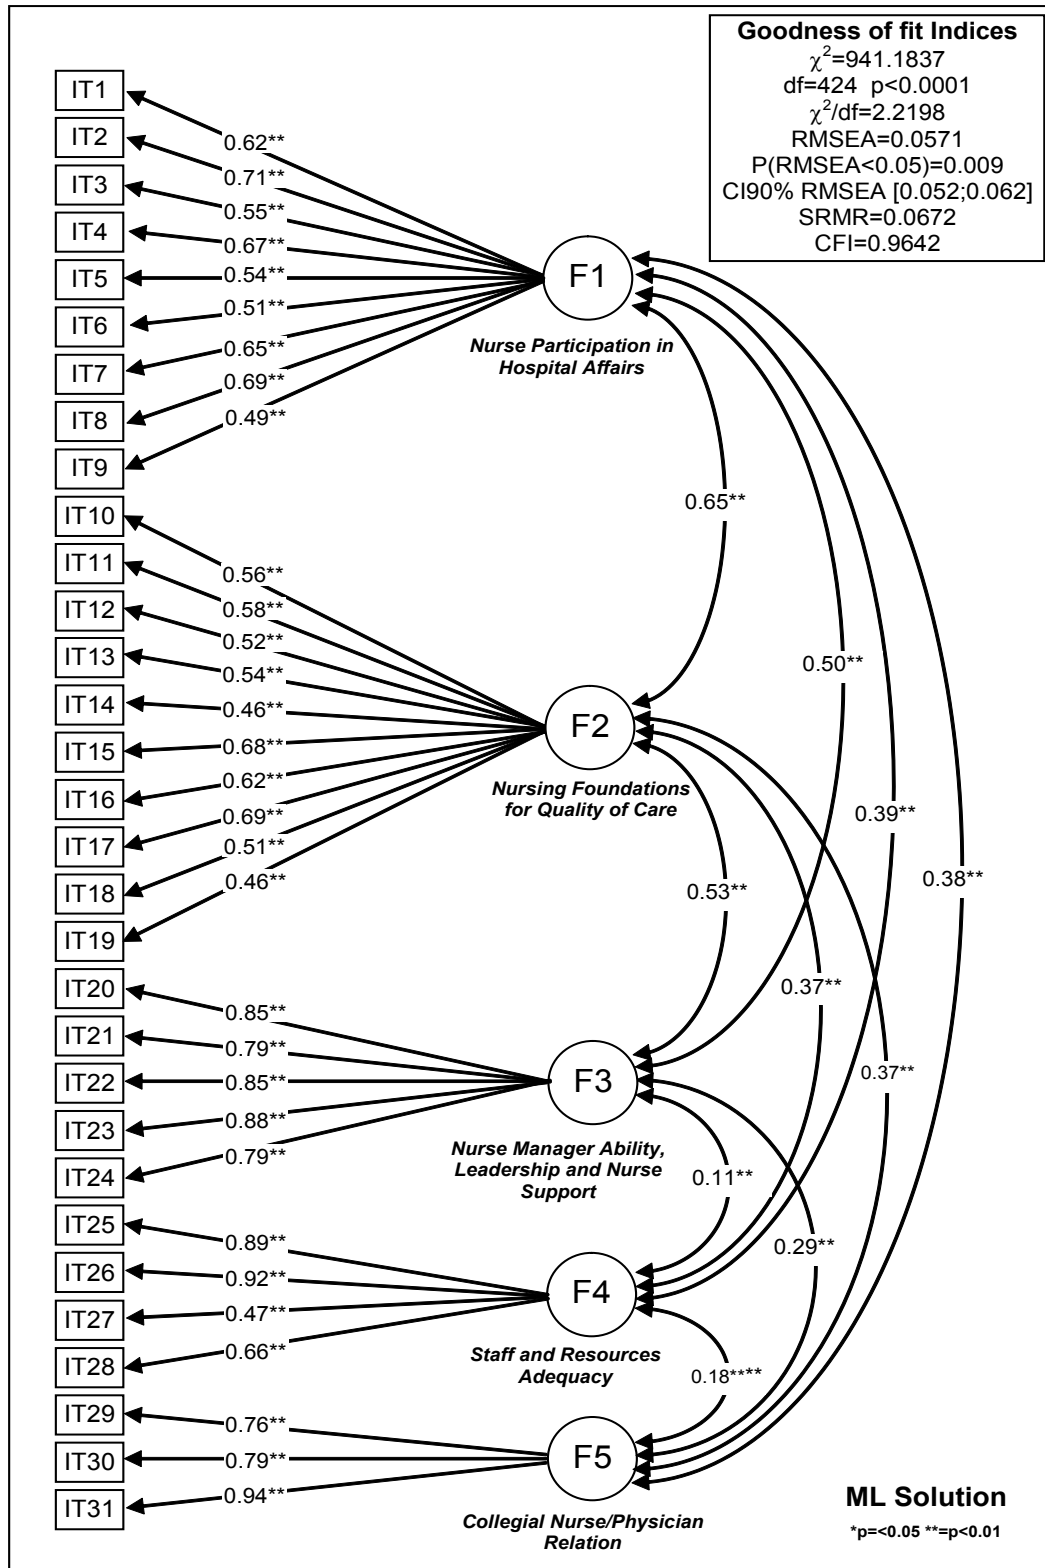 Goodness of fit Indices
χ²=941.1837
df=424 p<0.0001
χ²/df=2.2198
RMSEA=0.0571
P(RMSEA<0.05)=0.009
CI90% RMSEA [0.052;0.062]
SRMR=0.0672
CFI=0.9642
IT1
IT2
IT3
IT4
IT5
IT6
IT7
IT8
IT9
0.62**
0.71**
0.55**
0.67**
0.54**
0.51**
0.65**
0.69**
0.49**
F1
Nurse Participation in
Hospital Affairs
IT10
IT11
IT12
IT13
IT14
IT15
IT16
IT17
IT18
IT19
0.56**
0.58**
0.52**
0.54**
0.46**
0.68**
0.62**
0.69**
0.51**
0.46**
F2
Nursing Foundations
for Quality of Care
IT20
IT21
IT22
IT23
IT24
0.85**
0.79**
0.85**
0.88**
0.79**
F3
Nurse Manager Ability,
Leadership and Nurse
Support
IT25
IT26
IT27
IT28
0.89**
0.92**
0.47**
0.66**
F4
Staff and Resources
Adequacy
IT29
IT30
IT31
0.76**
0.79**
0.94**
F5
Collegial Nurse/Physician
Relation
0.65**
0.50**
0.39**
0.38**
0.53**
0.37**
0.37**
0.11**
0.29**
0.18****
ML Solution
*p=<0.05 **=p<0.01